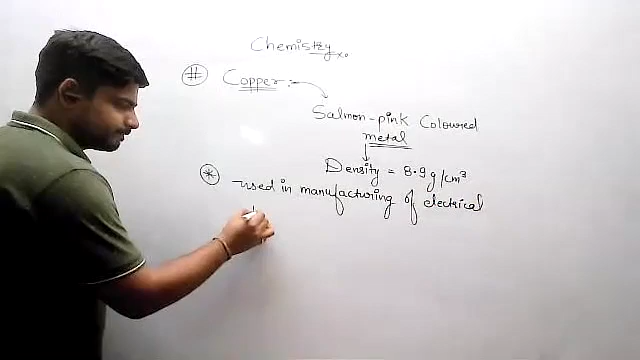 Chemistry
# Copper :-
Salmon-pink Coloured
metal
Density = 8.9 g/cm³
* used in manufacturing of electrical